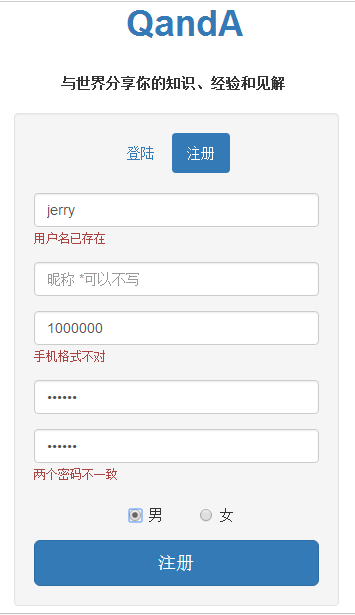 QandA
与世界分享你的知识、经验和见解
登陆 注册
jerry
用户名已存在
昵称 *可以不写
1000000
手机格式不对
••••••
••••••
两个密码不一致
男 女
注册